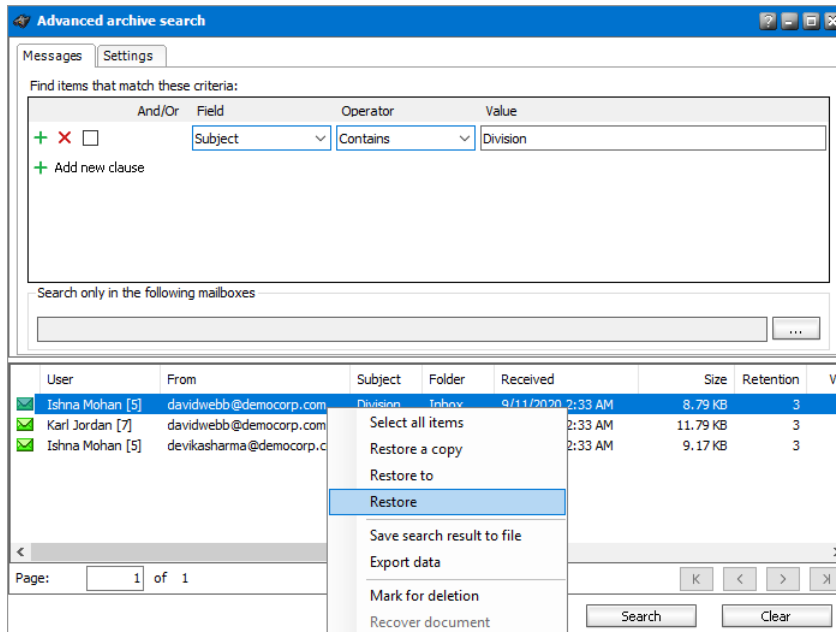 Advanced archive search
Messages Settings
Find items that match these criteria:
And/Or Field Operator Value
Subject Contains Division
Add new clause
Search only in the following mailboxes
...
User From Subject Folder Received Size Retention
Ishna Mohan [5] davidwebb@democorp.com Division Inbox 9/11/2020 2:33 AM 8.79 KB 3
Karl Jordan [7] davidwebb@democorp.com 2:33 AM 11.79 KB 3
Ishna Mohan [5] devikasharma@democorp.c 2:33 AM 9.17 KB 3
Select all items
Restore a copy
Restore to
Restore
Save search result to file
Export data
Mark for deletion
Recover document
Page: 1 of 1
Search Clear